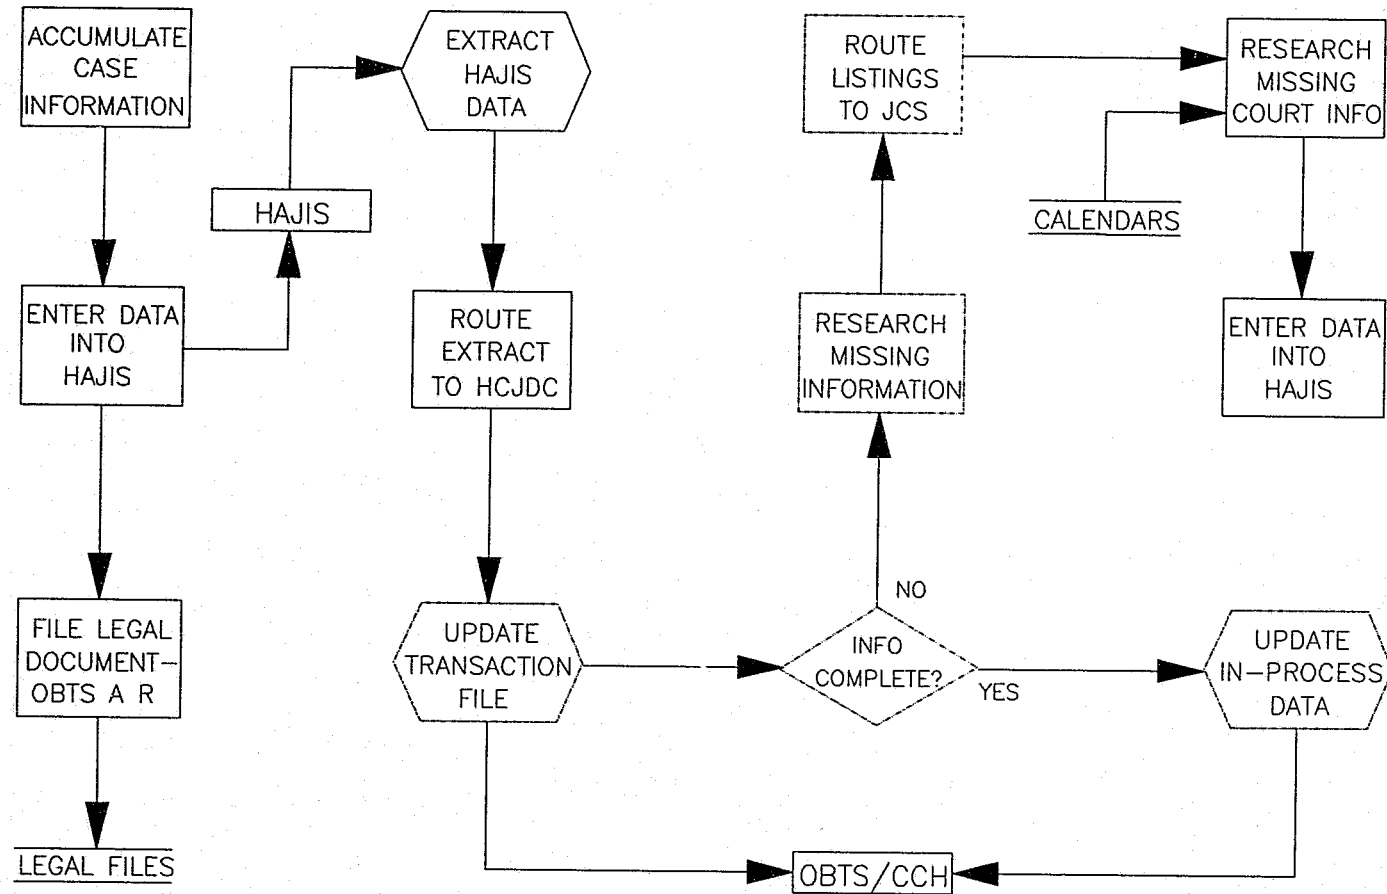 ACCUMULATE
CASE
INFORMATION
ENTER DATA
INTO
HAJIS
FILE LEGAL
DOCUMENT-
OBTS A R
LEGAL FILES
HAJIS
EXTRACT
HAJIS
DATA
ROUTE
EXTRACT
TO HCJDC
UPDATE
TRANSACTION
FILE
INFO
COMPLETE?
NO
YES
RESEARCH
MISSING
INFORMATION
ROUTE
LISTINGS
TO JCS
RESEARCH
MISSING
COURT INFO
CALENDARS
ENTER DATA
INTO
HAJIS
UPDATE
IN-PROCESS
DATA
OBTS/CCH